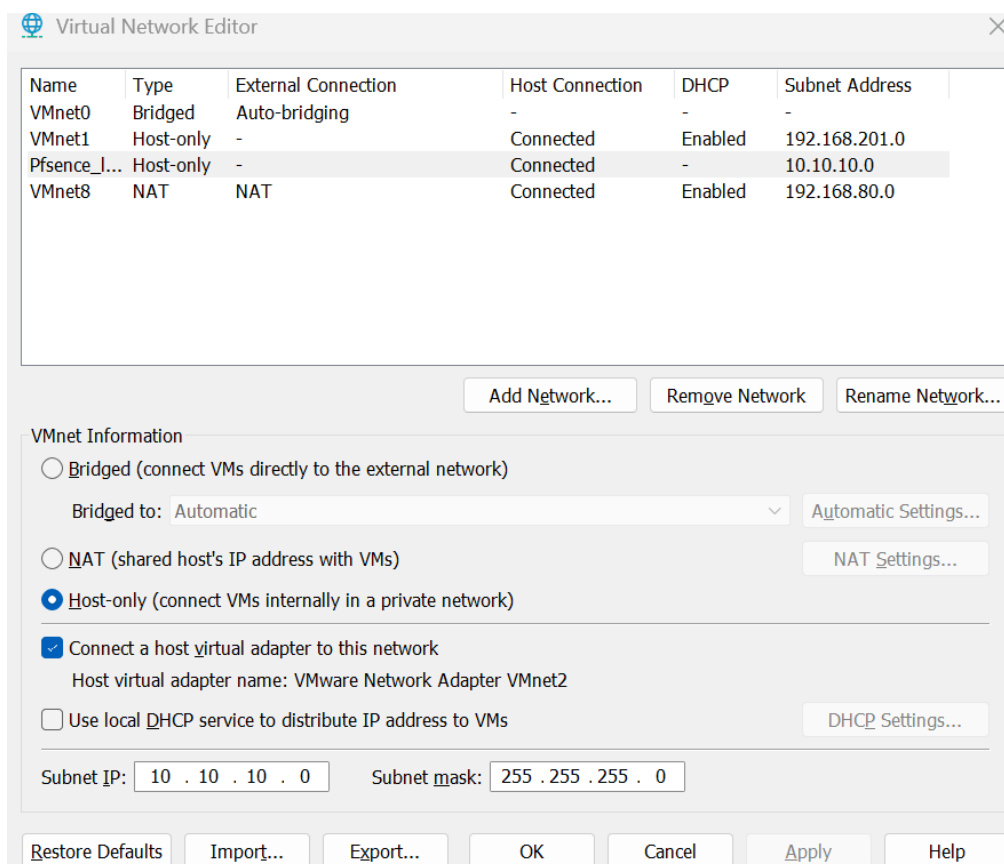 Virtual Network Editor
Name Type External Connection Host Connection DHCP Subnet Address
VMnet0 Bridged Auto-bridging - - -
VMnet1 Host-only - Connected Enabled 192.168.201.0
Pfsence_l... Host-only - Connected - 10.10.10.0
VMnet8 NAT NAT Connected Enabled 192.168.80.0
Add Network... Remove Network Rename Network...
VMnet Information
Bridged (connect VMs directly to the external network)
Bridged to: Automatic Automatic Settings...
NAT (shared host's IP address with VMs) NAT Settings...
Host-only (connect VMs internally in a private network)
Connect a host virtual adapter to this network
Host virtual adapter name: VMware Network Adapter VMnet2
Use local DHCP service to distribute IP address to VMs DHCP Settings...
Subnet IP: 10 . 10 . 10 . 0 Subnet mask: 255 . 255 . 255 . 0
Restore Defaults Import... Export... OK Cancel Apply Help